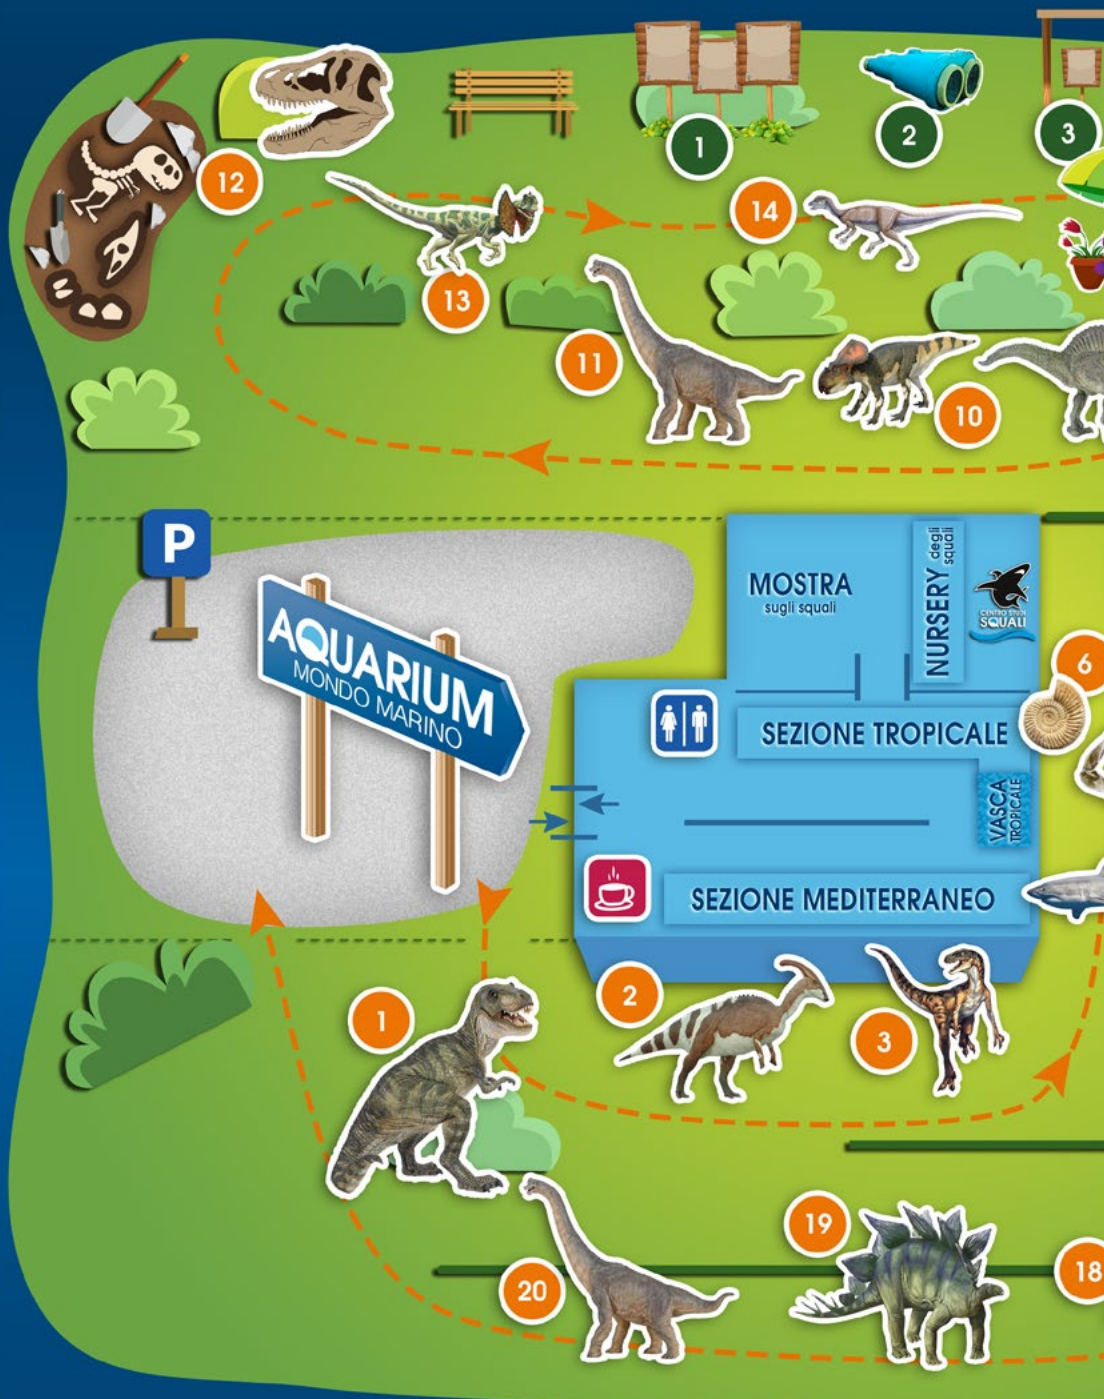 1
2
3
12
14
13
11
10
P
AQUARIUM
MONDO MARINO
MOSTRA
sugli squali
NURSERY degli
squali
CENTRO STUDI
SQUALI
6
SEZIONE TROPICALE
VASCA
TROPICALE
SEZIONE MEDITERRANEO
1
2
3
19
20
18